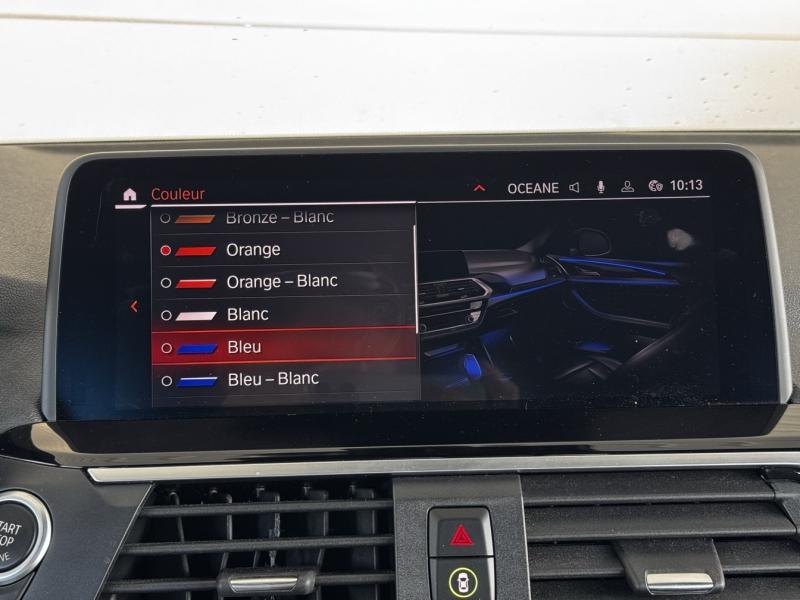 Couleur
OCEANE
10:13
Bronze – Blanc
Orange
Orange – Blanc
Blanc
Bleu
Bleu – Blanc
START
STOP